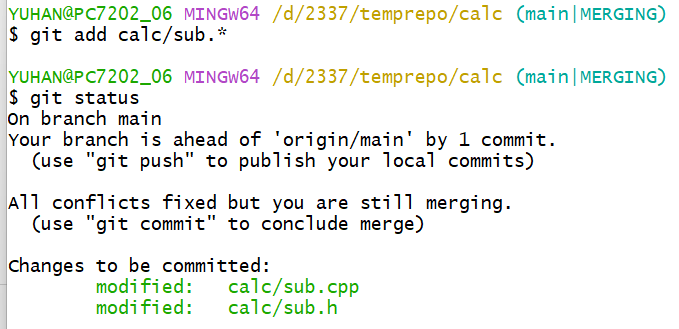 YUHAN@PC7202_06 MINGW64 /d/2337/temprepo/calc (main|MERGING)
$ git add calc/sub.*
YUHAN@PC7202_06 MINGW64 /d/2337/temprepo/calc (main|MERGING)
$ git status
On branch main
Your branch is ahead of 'origin/main' by 1 commit.
  (use "git push" to publish your local commits)
All conflicts fixed but you are still merging.
  (use "git commit" to conclude merge)
Changes to be committed:
        modified:   calc/sub.cpp
        modified:   calc/sub.h